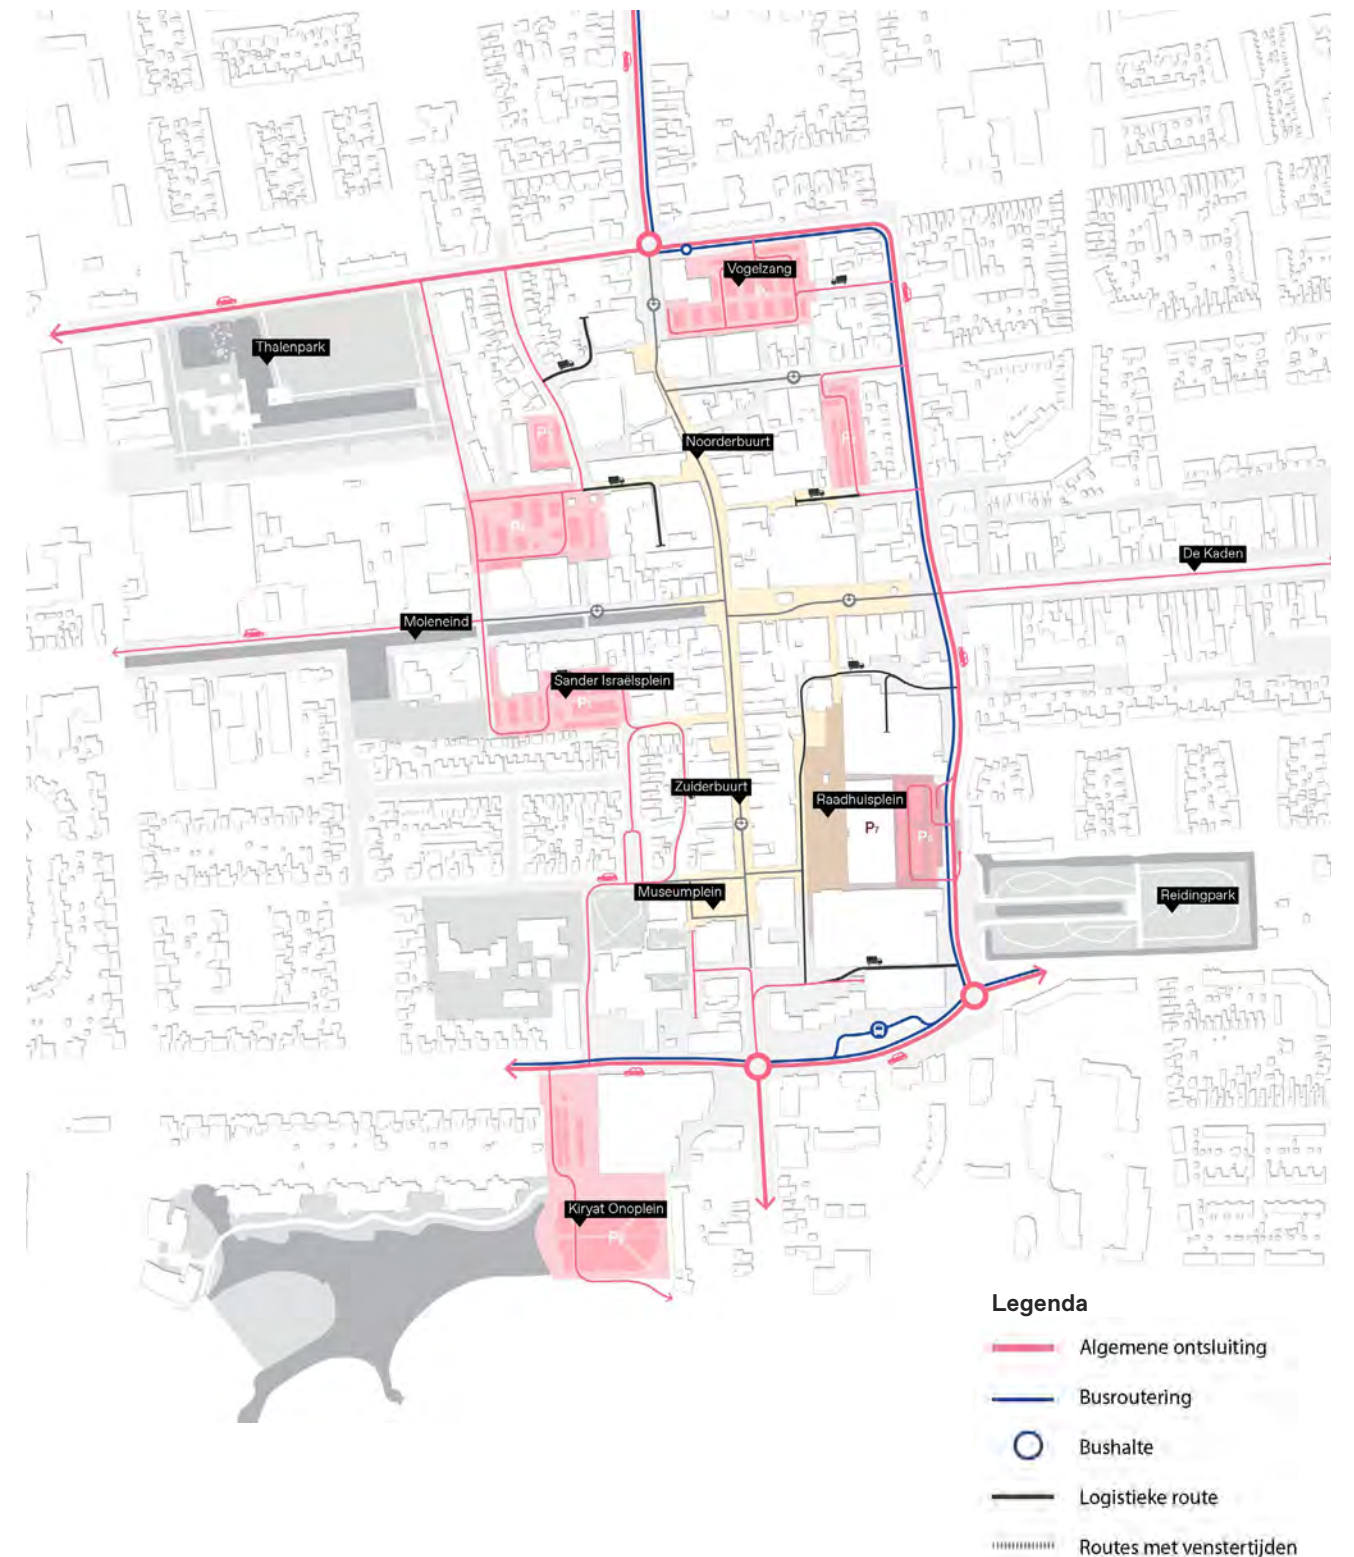 Vogelzang
Thalenpark
Noorderbuurt
De Kaden
Moleneind
Sander Israëlsplein
Zuiderbuurt
Raadhuisplein
P7
Museumplein
Reidingpark
Kiryat Onoplein
Legenda
Algemene ontsluiting
Busroutering
Bushalte
Logistieke route
Routes met venstertijden